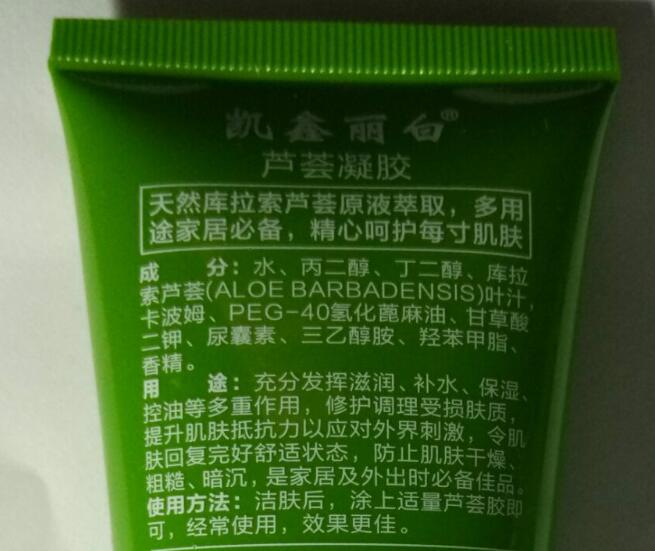 凯鑫丽白®
芦荟凝胶
天然库拉索芦荟原液萃取，多用
途家居必备，精心呵护每寸肌肤
成 分：水、丙二醇、丁二醇、库拉
索芦荟(ALOE BARBADENSIS)叶汁，
卡波姆、PEG-40氢化蓖麻油、甘草酸
二钾、尿囊素、三乙醇胺、羟苯甲脂、
香精。
用 途：充分发挥滋润、补水、保湿、
控油等多重作用，修护调理受损肤质，
提升肌肤抵抗力以应对外界刺激，令肌
肤回复完好舒适状态，防止肌肤干燥、
粗糙、暗沉，是家居及外出时必备佳品。
使用方法：洁肤后，涂上适量芦荟胶即
可，经常使用，效果更佳。